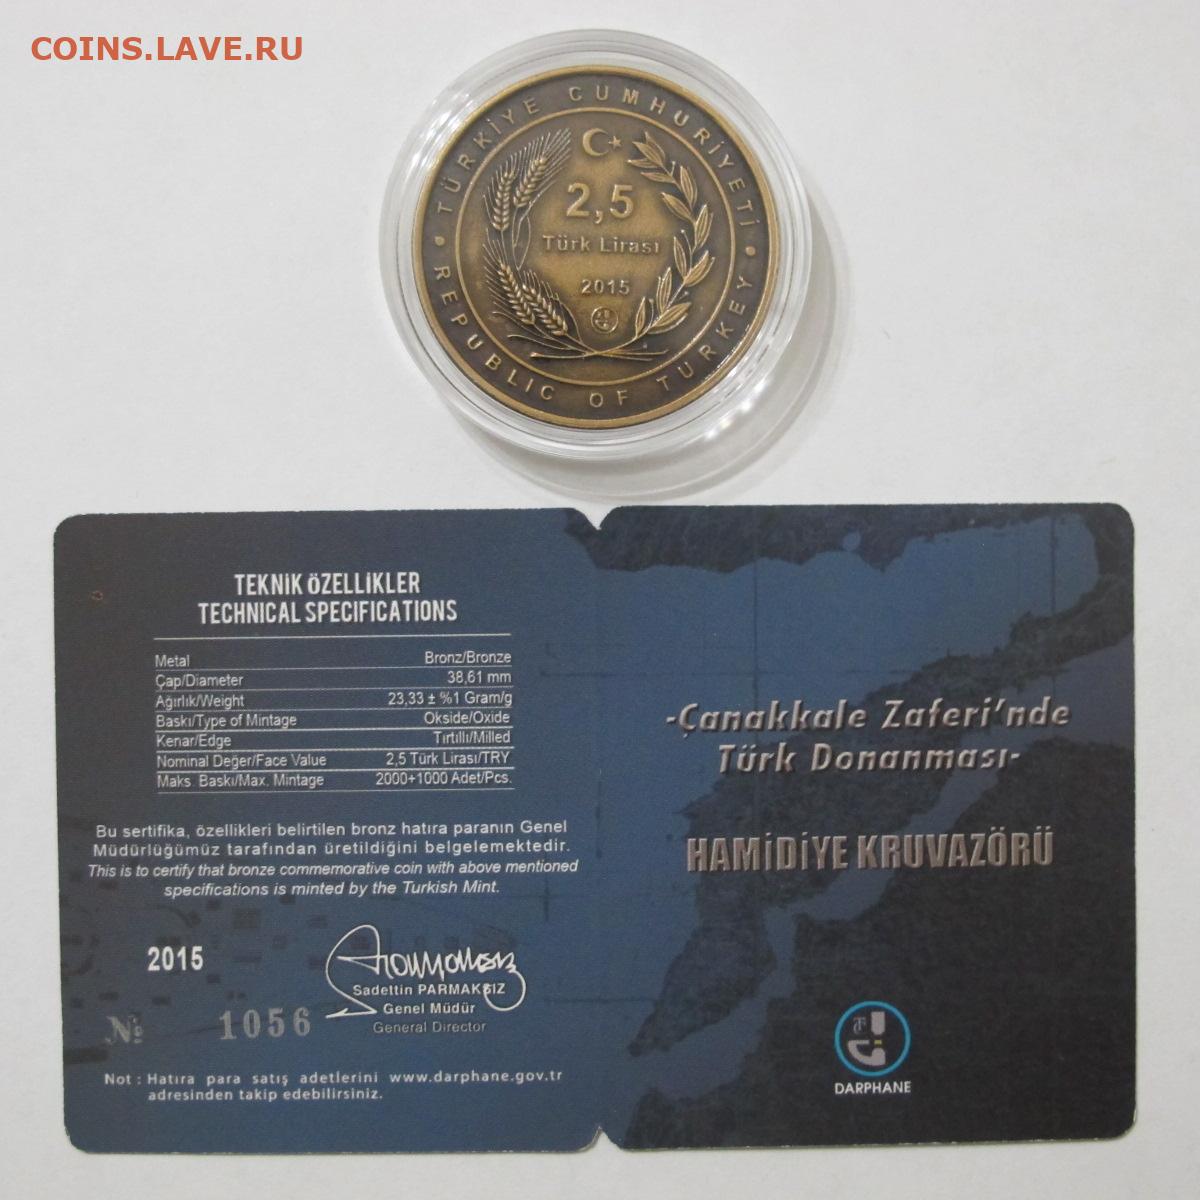 COINS.LAVE.RU
TÜRKİYE CUMHURİYETİ
2,5
Türk Lirası
2015
REPUBLIC OF TURKEY
TEKNİK ÖZELLİKLER
TECHNICAL SPECIFICATIONS
Metal Bronz/Bronze
Çap/Diameter 38,61 mm
Ağırlık/Weight 23,33 ± %1 Gram/g
Baskı/Type of Mintage Okside/Oxide
Kenar/Edge Tırtıllı/Milled
Nominal Değer/Face Value 2,5 Türk Lirası/TRY
Maks. Baskı/Max. Mintage 2000+1000 Adet/Pcs.
Bu sertifika, özellikleri belirtilen bronz hatıra paranın Genel
Müdürlüğümüz tarafından üretildiğini belgelemektedir.
This is to certify that bronze commemorative coin with above mentioned
specifications is minted by the Turkish Mint.
2015
Sadettin PARMAKSIZ
Genel Müdür
General Director
№ 1056
Not : Hatıra para satış adetlerini www.darphane.gov.tr
adresinden takip edebilirsiniz.
-Çanakkale Zaferi'nde
Türk Donanması-
HAMİDİYE KRUVAZÖRÜ
DARPHANE